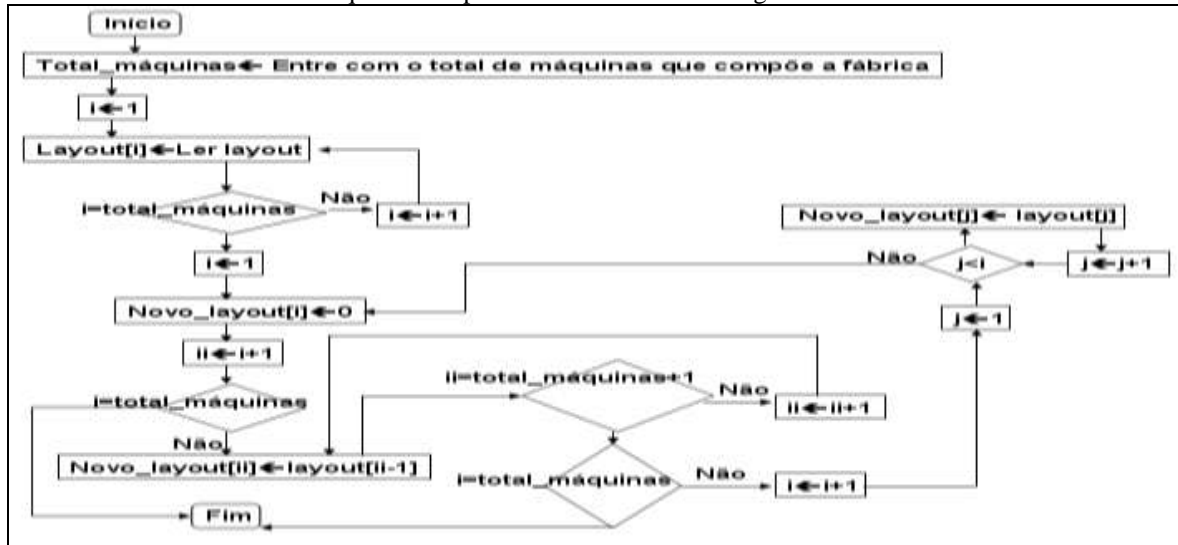 Início
Total_máquinas← Entre com o total de máquinas que compõe a fábrica
i←1
Layout[i]←Ler layout
i=total_máquinas
Não
i←i+1
i←1
Novo_layout[i]←0
ii←i+1
i=total_máquinas
Não
Novo_layout[ii]←layout[ii-1]
Fim
ii=total_máquinas+1
Não
ii←ii+1
i=total_máquinas
Não
i←i+1
j←1
j<i
Não
Novo_layout[j]← layout[j]
j←j+1